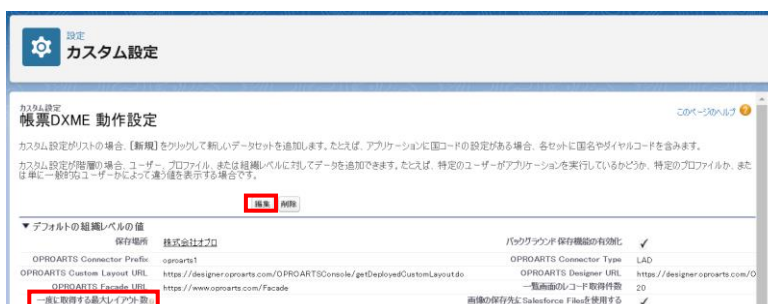 設定
カスタム設定
カスタム設定
帳票DXME 動作設定
このページのヘルプ
カスタム設定がリストの場合、[新規] をクリックして新しいデータセットを追加します。たとえば、アプリケーションに国コードの設定がある場合、各セットに国名やダイヤルコードを含みます。
カスタム設定が階層の場合、ユーザー、プロファイル、または組織レベルに対してデータを追加できます。たとえば、特定のユーザーがアプリケーションを実行しているかどうか、特定のプロファイルか、また
は単に一般的なユーザーかによって違う値を表示する場合です。
編集 削除
▼ デフォルトの組織レベルの値
保存場所 株式会社オプロ バックグラウンド保存機能の有効化 ✓
OPROARTS Connector Prefix oproarts1 OPROARTS Connector Type LAD
OPROARTS Custom Layout URL https://designer.oproarts.com/OPROARTSConsole/getDeployedCustomLayout.do OPROARTS Designer URL https://designer.oproarts.com/O
OPROARTS Facade URL https://www.oproarts.com/Facade 一覧画面のレコード取得件数 20
一度に取得する最大レイアウト数 画像の保存先にSalesforce Filesを使用する ✓